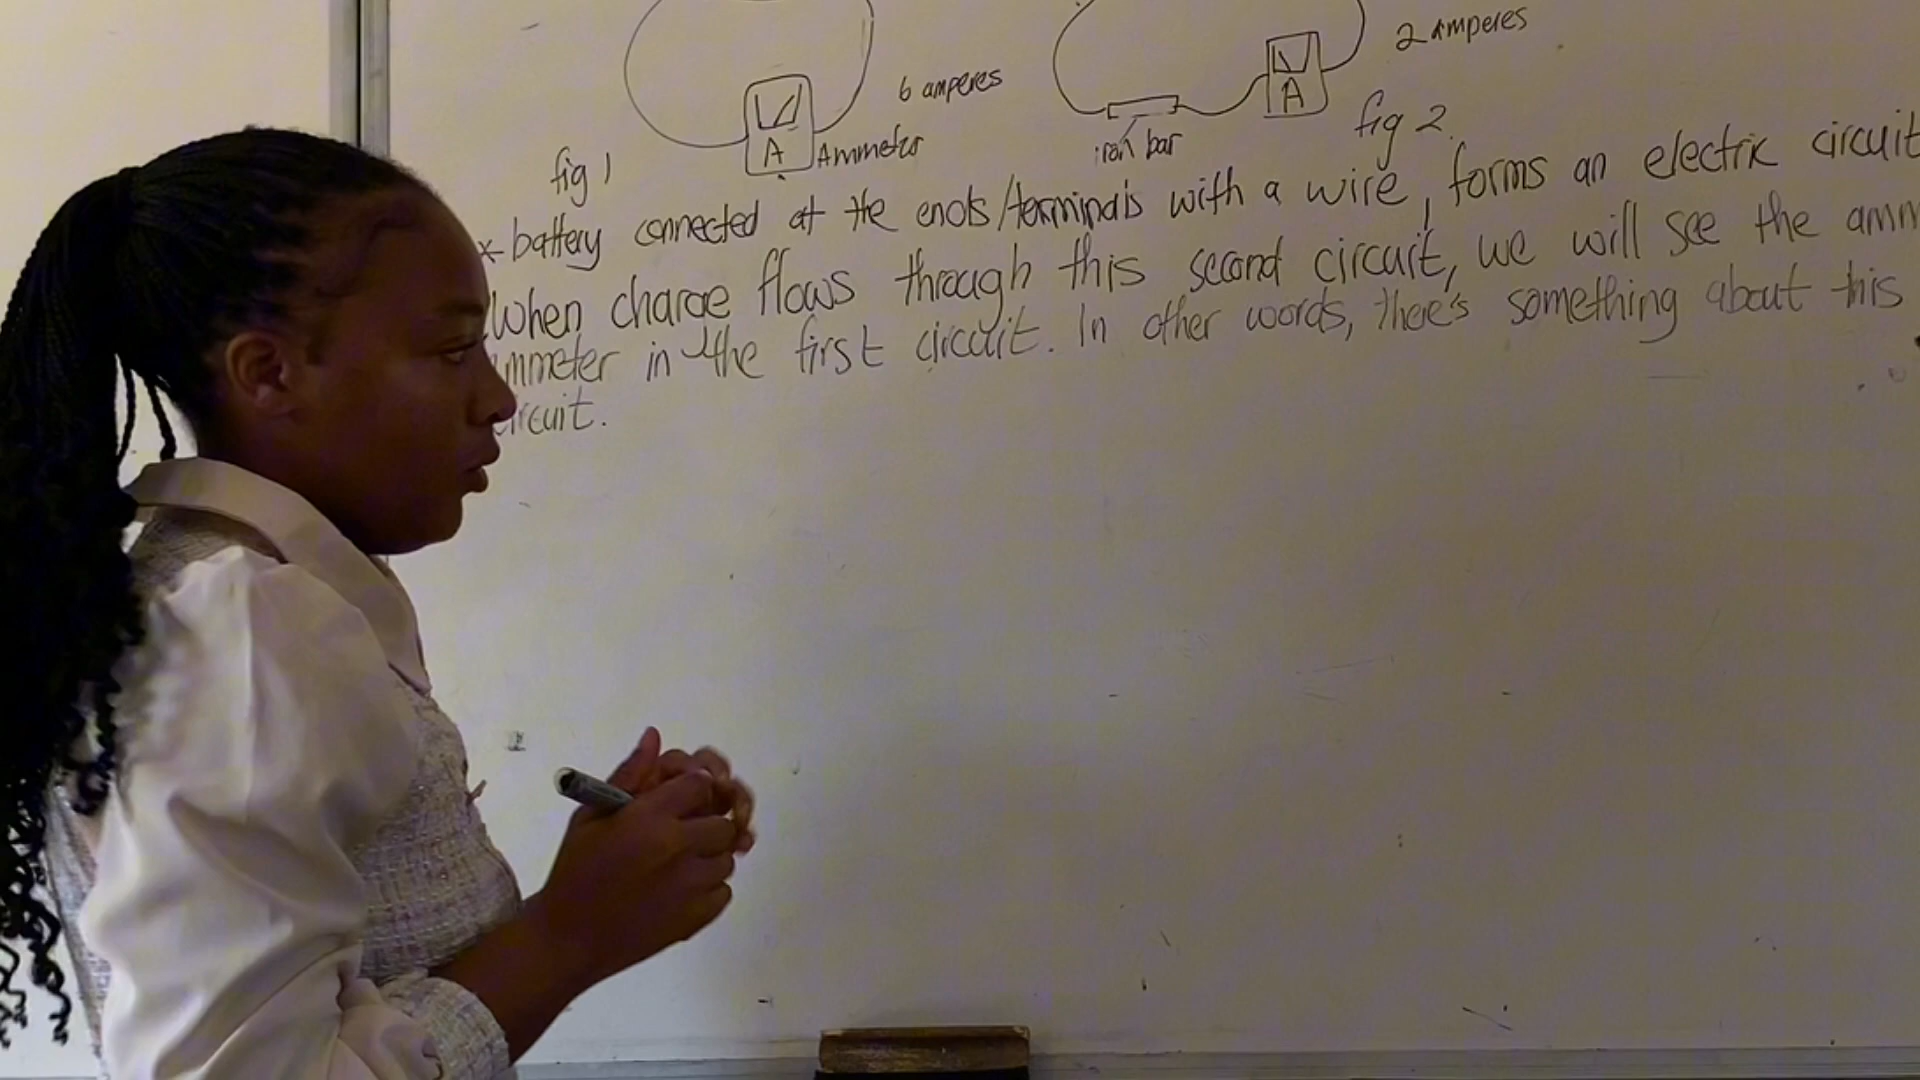 6 amperes
2 amperes
A
Ammeter
A
iron bar
fig 1
fig 2.
* battery connected at the ends/terminals with a wire, forms an electric circuit
When charge flows through this second circuit, we will see the amm
mmeter in the first circuit. In other words, there's something about this
rcuit.